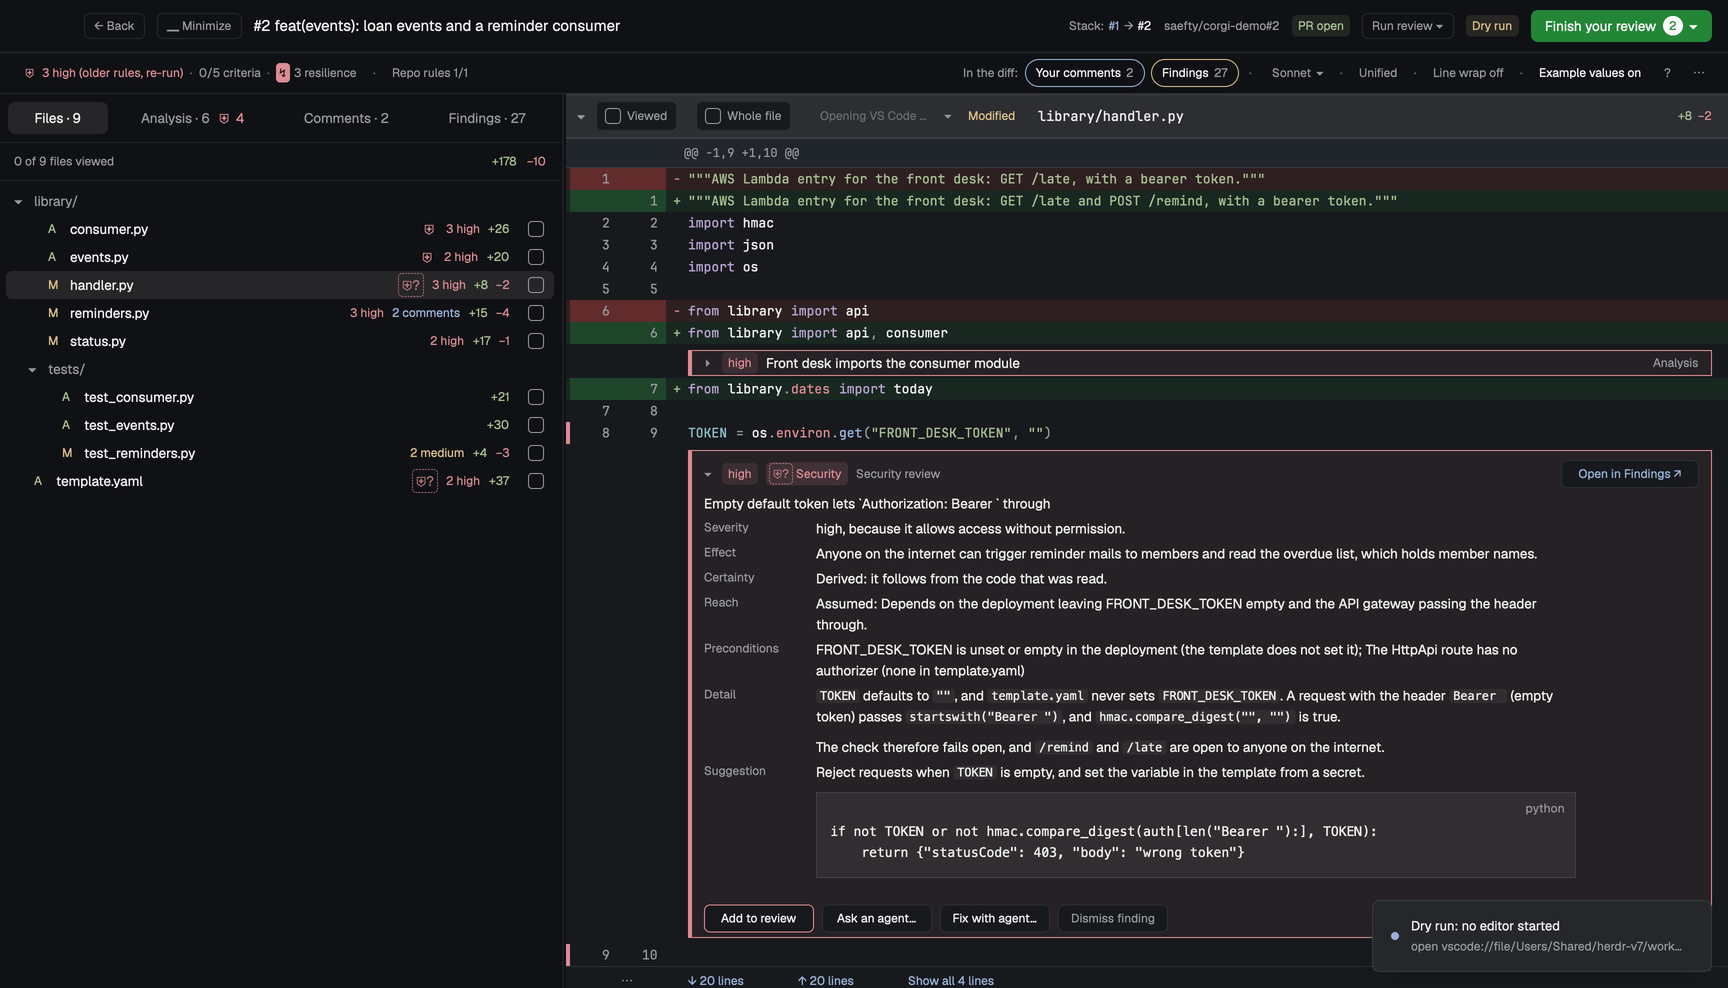 ← Back
Minimize
#2 feat(events): loan events and a reminder consumer
Stack: #1 → #2
saefty/corgi-demo#2
PR open
Run review
Dry run
Finish your review 2
3 high (older rules, re-run) · 0/5 criteria · 3 resilience · Repo rules 1/1
In the diff:
Your comments 2
Findings 27
· Sonnet · Unified · Line wrap off · Example values on ? ···
Files · 9
Analysis · 6 4
Comments · 2
Findings · 27
0 of 9 files viewed +178 −10
library/
A consumer.py 3 high +26
A events.py 2 high +20
M handler.py ? 3 high +8 −2
M reminders.py 3 high 2 comments +15 −4
M status.py 2 high +17 −1
tests/
A test_consumer.py +21
A test_events.py +30
M test_reminders.py 2 medium +4 −3
A template.yaml ? 2 high +37
Viewed
Whole file
Opening VS Code …
Modified
library/handler.py
+8 −2
@@ -1,9 +1,10 @@
1 - """AWS Lambda entry for the front desk: GET /late, with a bearer token."""
1 + """AWS Lambda entry for the front desk: GET /late and POST /remind, with a bearer token."""
2 2 import hmac
3 3 import json
4 4 import os
5 5
6 - from library import api
6 + from library import api, consumer
high Front desk imports the consumer module Analysis
7 + from library.dates import today
7 8
8 9 TOKEN = os.environ.get("FRONT_DESK_TOKEN", "")
high ? Security Security review Open in Findings ↗
Empty default token lets `Authorization: Bearer ` through
Severity high, because it allows access without permission.
Effect Anyone on the internet can trigger reminder mails to members and read the overdue list, which holds member names.
Certainty Derived: it follows from the code that was read.
Reach Assumed: Depends on the deployment leaving FRONT_DESK_TOKEN empty and the API gateway passing the header
through.
Preconditions FRONT_DESK_TOKEN is unset or empty in the deployment (the template does not set it); The HttpApi route has no
authorizer (none in template.yaml)
Detail TOKEN defaults to "", and template.yaml never sets FRONT_DESK_TOKEN. A request with the header Bearer (empty
token) passes startswith("Bearer "), and hmac.compare_digest("", "") is true.
The check therefore fails open, and /remind and /late are open to anyone on the internet.
Suggestion Reject requests when TOKEN is empty, and set the variable in the template from a secret.
python
if not TOKEN or not hmac.compare_digest(auth[len("Bearer "):], TOKEN):
return {"statusCode": 403, "body": "wrong token"}
Add to review
Ask an agent…
Fix with agent…
Dismiss finding
Dry run: no editor started
open vscode://file/Users/Shared/herdr-v7/work…
9 10
··· ↓ 20 lines ↑ 20 lines Show all 4 lines